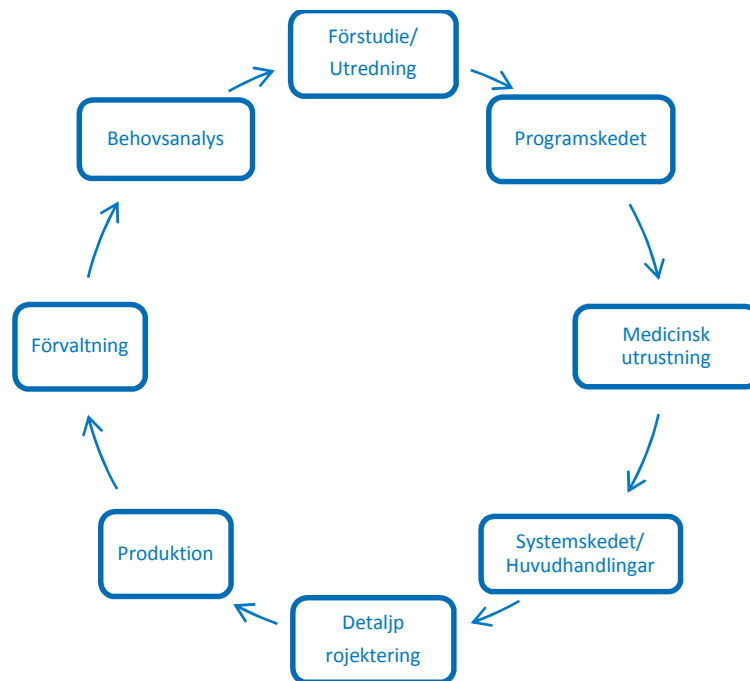 Förstudie/
Utredning
Programskedet
Medicinsk
utrustning
Systemskedet/
Huvudhandlingar
Detaljp
rojektering
Produktion
Förvaltning
Behovsanalys